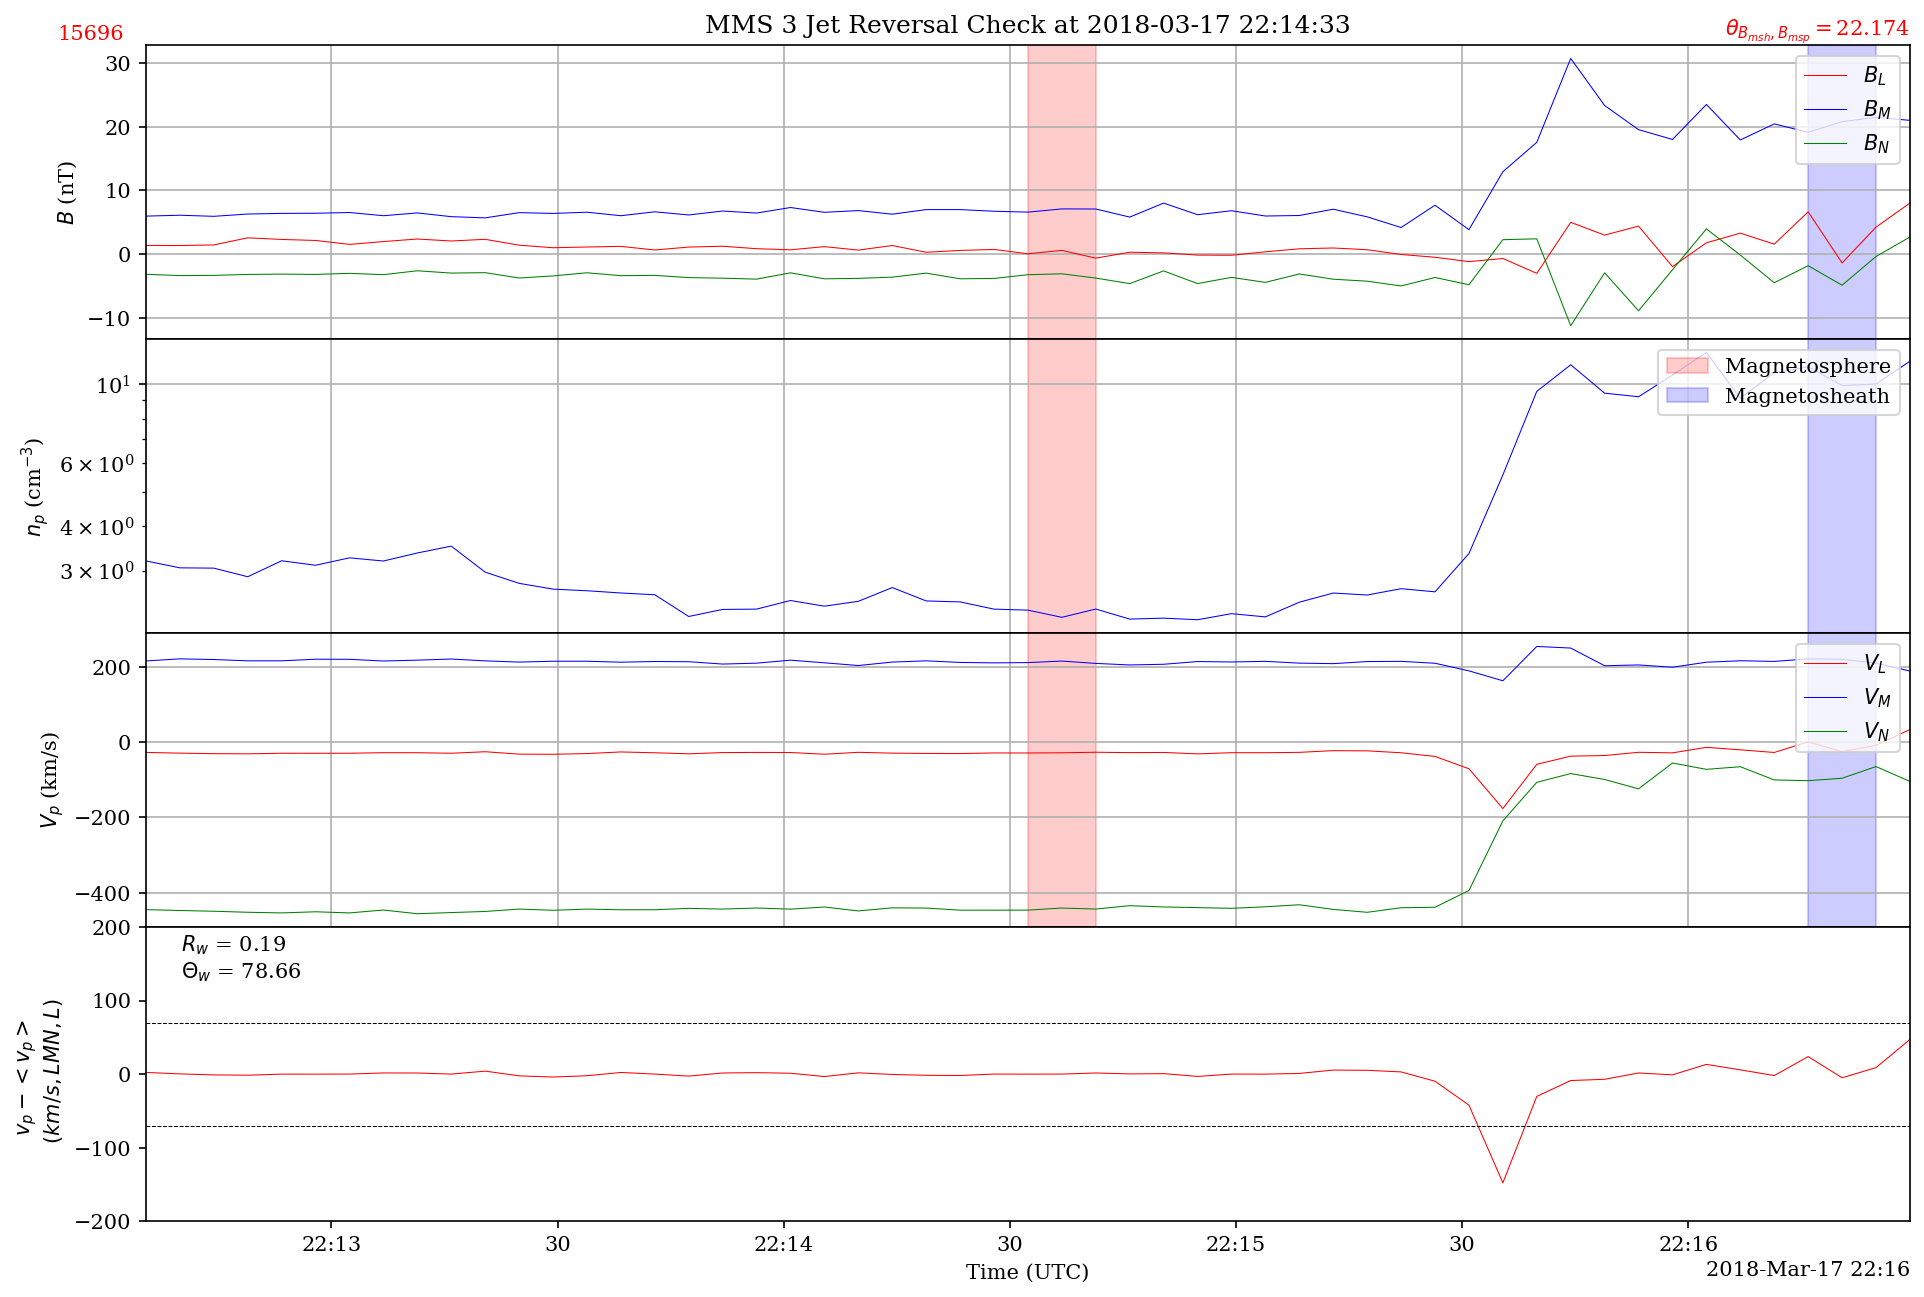 15696
MMS 3 Jet Reversal Check at 2018-03-17 22:14:33
θ_{B_{msh}, B_{msp}} = 22.174
30
20
10
0
−10
B (nT)
B_L
B_M
B_N
10^1
6 × 10^0
4 × 10^0
3 × 10^0
n_p (cm^{−3})
Magnetosphere
Magnetosheath
200
0
−200
−400
V_p (km/s)
V_L
V_M
V_N
200
100
0
−100
−200
v_p − < v_p >
(km/s, LMN, L)
R_w = 0.19
Θ_w = 78.66
22:13
30
22:14
30
22:15
30
22:16
Time (UTC)
2018-Mar-17 22:16